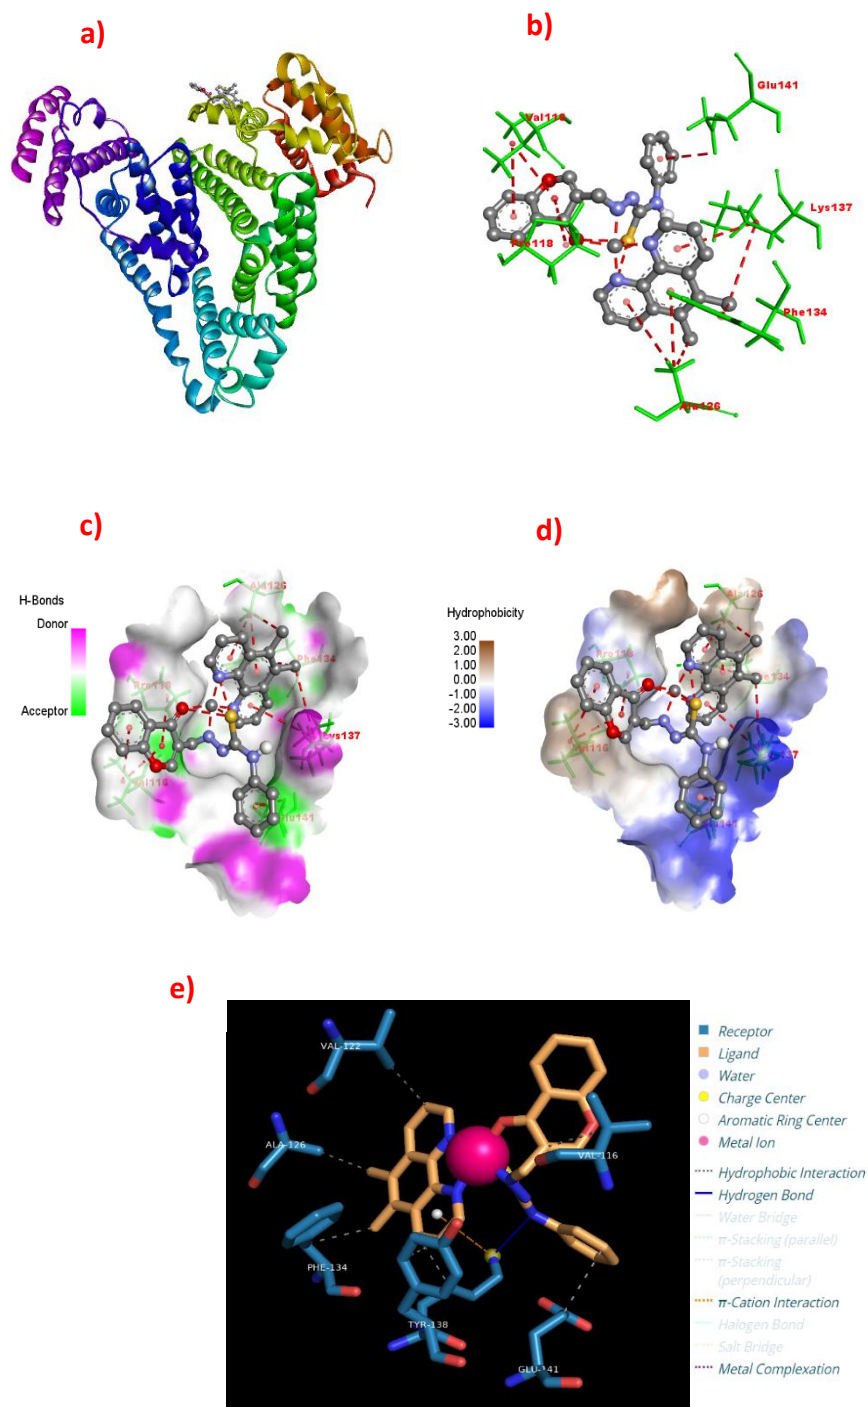 a)
b)
Glu141
Val116
Lys137
Pro118
Phe134
Ala126
c)
d)
H-Bonds
Donor
Acceptor
Ala126
Phe134
Pro118
Lys137
Val116
Glu141
Hydrophobicity
3.00
2.00
1.00
0.00
-1.00
-2.00
-3.00
Ala126
Pro118
e)
VAL-122
ALA-126
VAL-116
PHE-134
TYR-138
GLU-141
Receptor
Ligand
Water
Charge Center
Aromatic Ring Center
Metal Ion
Hydrophobic Interaction
Hydrogen Bond
Water Bridge
π-Stacking (parallel)
π-Stacking
(perpendicular)
π-Cation Interaction
Halogen Bond
Salt Bridge
Metal Complexation